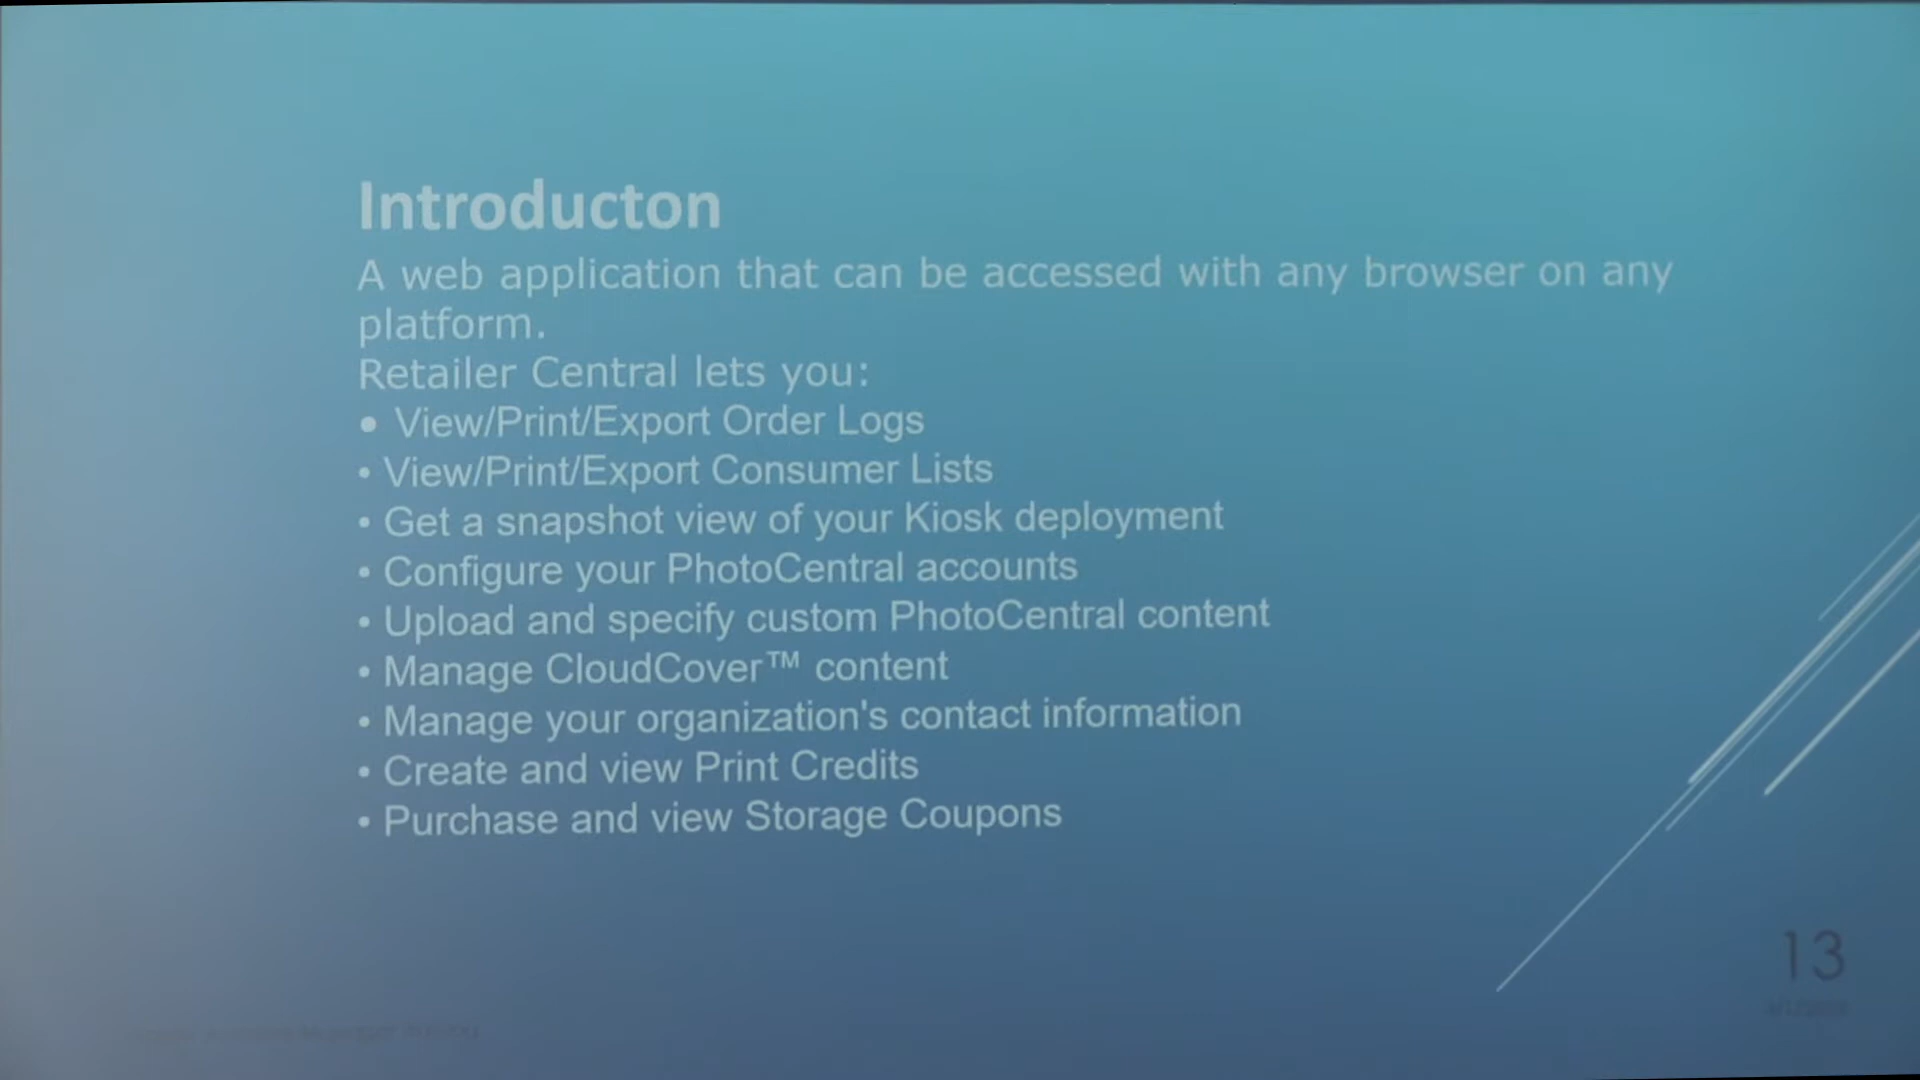 Introducton
A web application that can be accessed with any browser on any
platform.
Retailer Central lets you:
• View/Print/Export Order Logs
• View/Print/Export Consumer Lists
• Get a snapshot view of your Kiosk deployment
• Configure your PhotoCentral accounts
• Upload and specify custom PhotoCentral content
• Manage CloudCover™ content
• Manage your organization's contact information
• Create and view Print Credits
• Purchase and view Storage Coupons
13